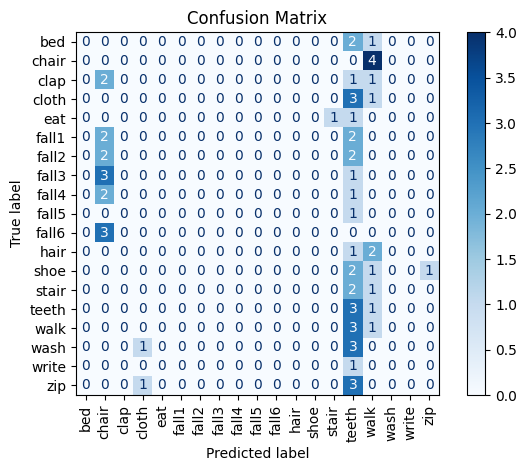 Confusion Matrix
True label
bed 0 0 0 0 0 0 0 0 0 0 0 0 0 0 2 1 0 0 0
chair 0 0 0 0 0 0 0 0 0 0 0 0 0 0 0 4 0 0 0
clap 0 2 0 0 0 0 0 0 0 0 0 0 0 0 1 1 0 0 0
cloth 0 0 0 0 0 0 0 0 0 0 0 0 0 0 3 1 0 0 0
eat 0 0 0 0 0 0 0 0 0 0 0 0 0 1 1 0 0 0 0
fall1 0 2 0 0 0 0 0 0 0 0 0 0 0 0 2 0 0 0 0
fall2 0 2 0 0 0 0 0 0 0 0 0 0 0 0 2 0 0 0 0
fall3 0 3 0 0 0 0 0 0 0 0 0 0 0 0 1 0 0 0 0
fall4 0 2 0 0 0 0 0 0 0 0 0 0 0 0 1 0 0 0 0
fall5 0 0 0 0 0 0 0 0 0 0 0 0 0 0 1 0 0 0 0
fall6 0 3 0 0 0 0 0 0 0 0 0 0 0 0 0 0 0 0 0
hair 0 0 0 0 0 0 0 0 0 0 0 0 0 0 1 2 0 0 0
shoe 0 0 0 0 0 0 0 0 0 0 0 0 0 0 2 1 0 0 1
stair 0 0 0 0 0 0 0 0 0 0 0 0 0 0 2 1 0 0 0
teeth 0 0 0 0 0 0 0 0 0 0 0 0 0 0 3 1 0 0 0
walk 0 0 0 0 0 0 0 0 0 0 0 0 0 0 3 1 0 0 0
wash 0 0 0 1 0 0 0 0 0 0 0 0 0 0 3 0 0 0 0
write 0 0 0 0 0 0 0 0 0 0 0 0 0 0 1 0 0 0 0
zip 0 0 0 1 0 0 0 0 0 0 0 0 0 0 3 0 0 0 0
bed chair clap cloth eat fall1 fall2 fall3 fall4 fall5 fall6 hair shoe stair teeth walk wash write zip
Predicted label
4.0
3.5
3.0
2.5
2.0
1.5
1.0
0.5
0.0